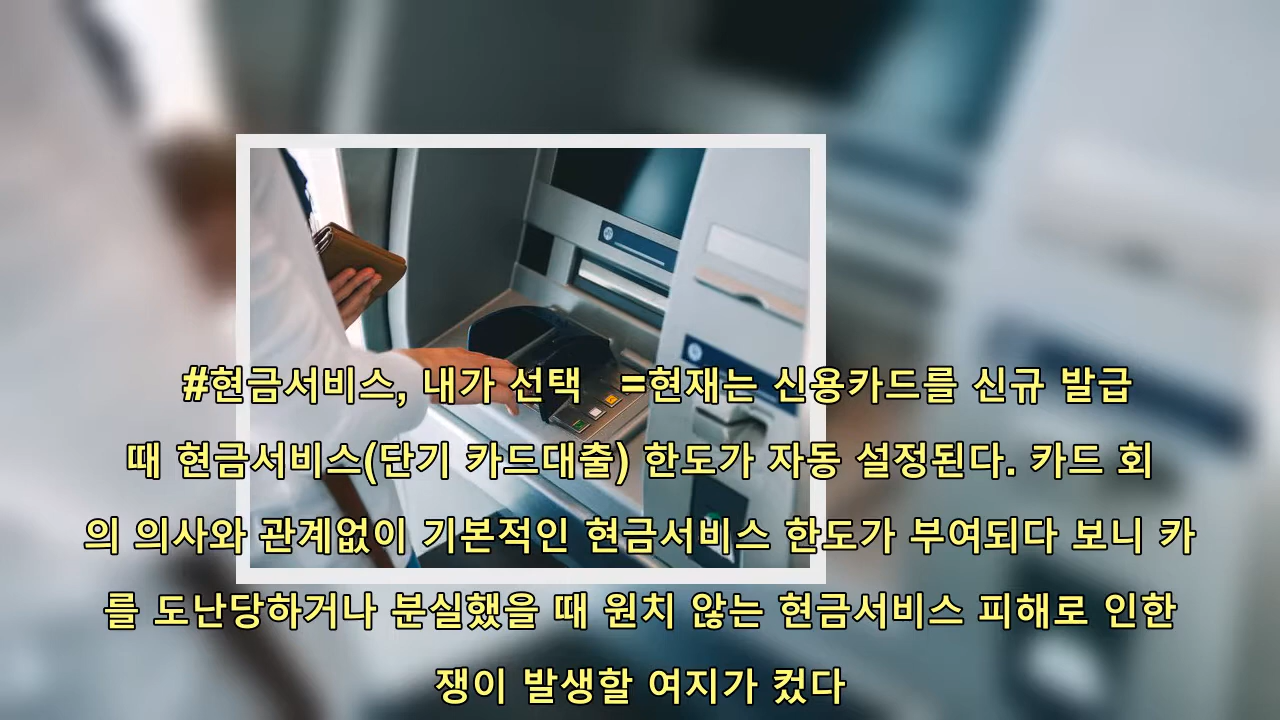 #현금서비스, 내가 선택 =현재는 신용카드를 신규 발급
때 현금서비스(단기 카드대출) 한도가 자동 설정된다. 카드 회
의 의사와 관계없이 기본적인 현금서비스 한도가 부여되다 보니 카
를 도난당하거나 분실했을 때 원치 않는 현금서비스 피해로 인한
쟁이 발생할 여지가 컸다